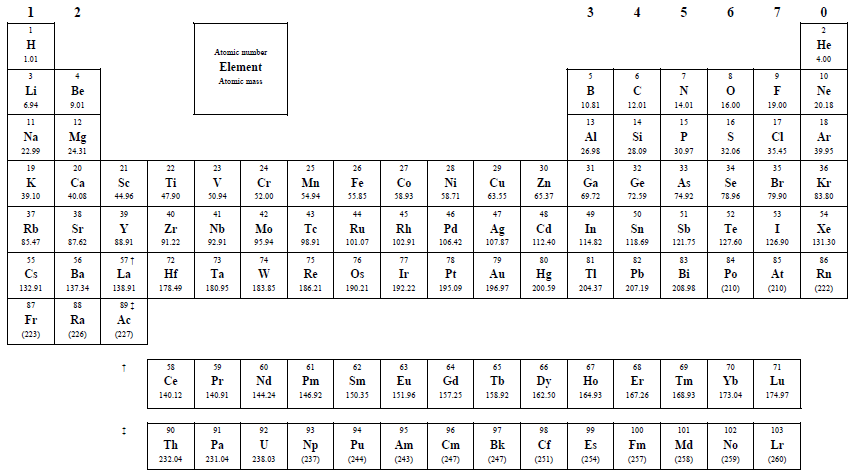 1 2 3 4 5 6 7 0
1 2
H He
1.01 Atomic number 4.00
Element
Atomic mass
3 4 5 6 7 8 9 10
Li Be B C N O F Ne
6.94 9.01 10.81 12.01 14.01 16.00 19.00 20.18
11 12 13 14 15 16 17 18
Na Mg Al Si P S Cl Ar
22.99 24.31 26.98 28.09 30.97 32.06 35.45 39.95
19 20 21 22 23 24 25 26 27 28 29 30 31 32 33 34 35 36
K Ca Sc Ti V Cr Mn Fe Co Ni Cu Zn Ga Ge As Se Br Kr
39.10 40.08 44.96 47.90 50.94 52.00 54.94 55.85 58.93 58.71 63.55 65.37 69.72 72.59 74.92 78.96 79.90 83.80
37 38 39 40 41 42 43 44 45 46 47 48 49 50 51 52 53 54
Rb Sr Y Zr Nb Mo Tc Ru Rh Pd Ag Cd In Sn Sb Te I Xe
85.47 87.62 88.91 91.22 92.91 95.94 98.91 101.07 102.91 106.42 107.87 112.40 114.82 118.69 121.75 127.60 126.90 131.30
55 56 57 † 72 73 74 75 76 77 78 79 80 81 82 83 84 85 86
Cs Ba La Hf Ta W Re Os Ir Pt Au Hg Tl Pb Bi Po At Rn
132.91 137.34 138.91 178.49 180.95 183.85 186.21 190.21 192.22 195.09 196.97 200.59 204.37 207.19 208.98 (210) (210) (222)
87 88 89 ‡
Fr Ra Ac
(223) (226) (227)
† 58 59 60 61 62 63 64 65 66 67 68 69 70 71
Ce Pr Nd Pm Sm Eu Gd Tb Dy Ho Er Tm Yb Lu
140.12 140.91 144.24 146.92 150.35 151.96 157.25 158.92 162.50 164.93 167.26 168.93 173.04 174.97
‡ 90 91 92 93 94 95 96 97 98 99 100 101 102 103
Th Pa U Np Pu Am Cm Bk Cf Es Fm Md No Lr
232.04 231.04 238.03 (237) (244) (243) (247) (247) (251) (254) (257) (258) (259) (260)